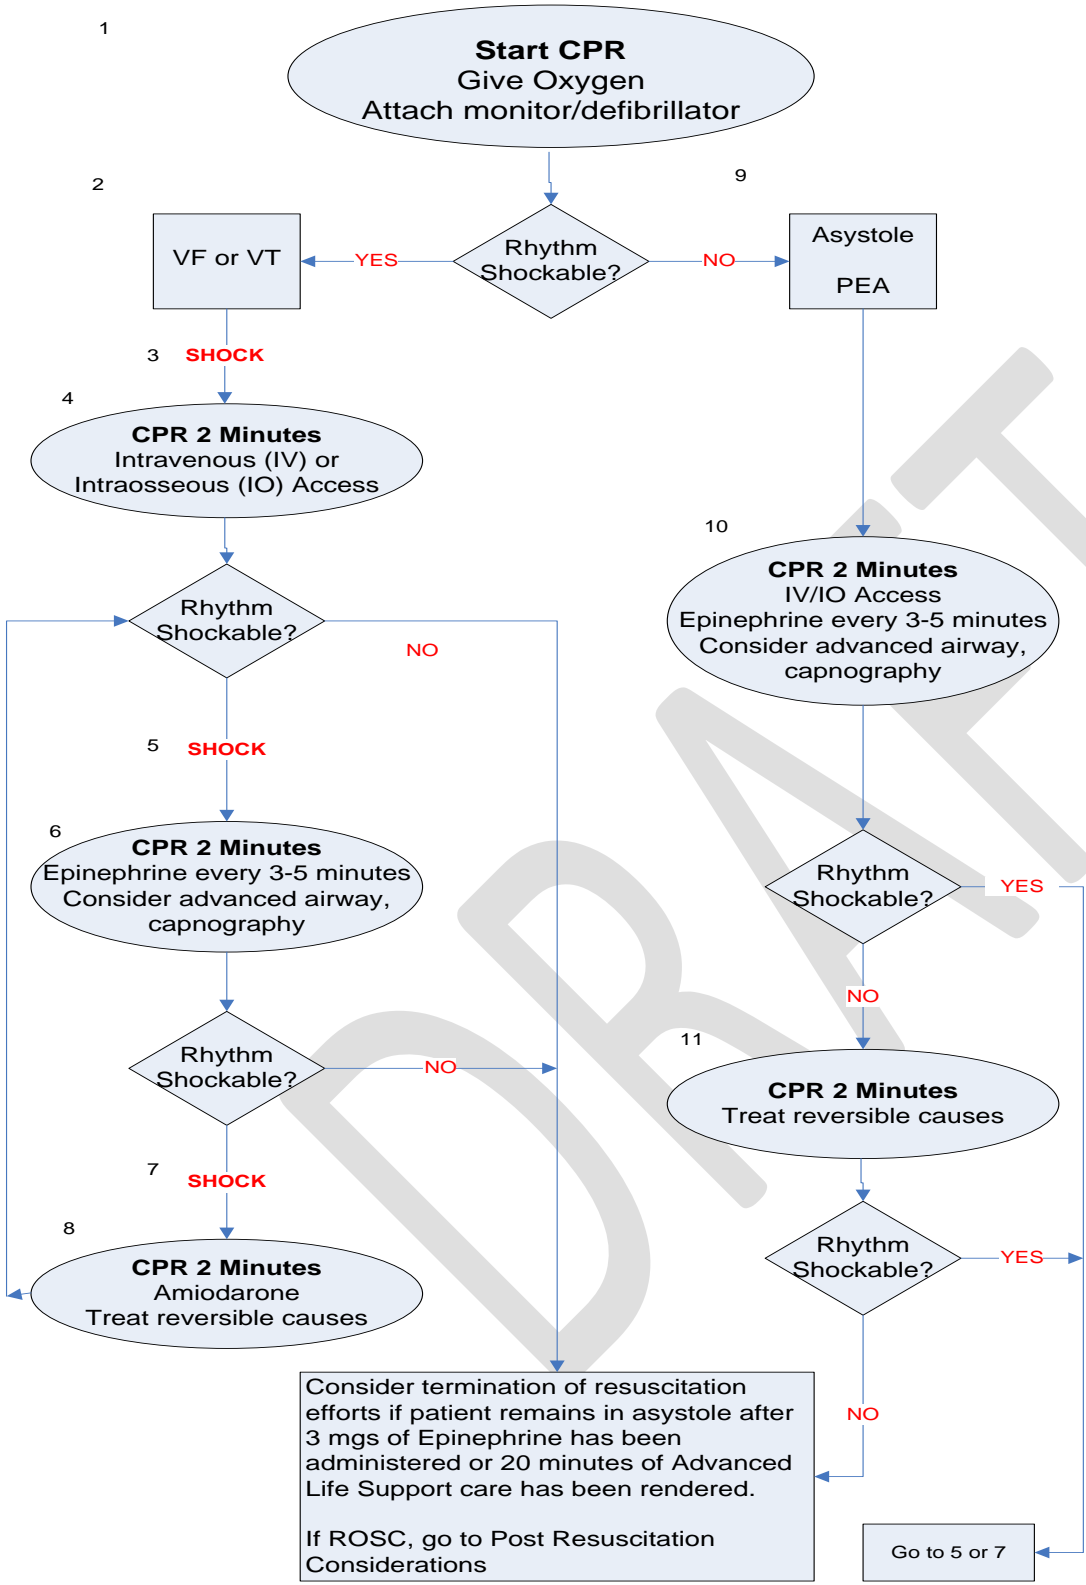 1
Start CPR
Give Oxygen
Attach monitor/defibrillator
2
9
VF or VT
YES
Rhythm
Shockable?
NO
Asystole
PEA
3
SHOCK
4
CPR 2 Minutes
Intravenous (IV) or
Intraosseous (IO) Access
Rhythm
Shockable?
NO
10
CPR 2 Minutes
IV/IO Access
Epinephrine every 3-5 minutes
Consider advanced airway,
capnography
5
SHOCK
6
CPR 2 Minutes
Epinephrine every 3-5 minutes
Consider advanced airway,
capnography
Rhythm
Shockable?
YES
NO
Rhythm
Shockable?
NO
11
CPR 2 Minutes
Treat reversible causes
7
SHOCK
8
CPR 2 Minutes
Amiodarone
Treat reversible causes
Rhythm
Shockable?
YES
NO
Consider termination of resuscitation
efforts if patient remains in asystole after
3 mgs of Epinephrine has been
administered or 20 minutes of Advanced
Life Support care has been rendered.
If ROSC, go to Post Resuscitation
Considerations
Go to 5 or 7
DRAFT